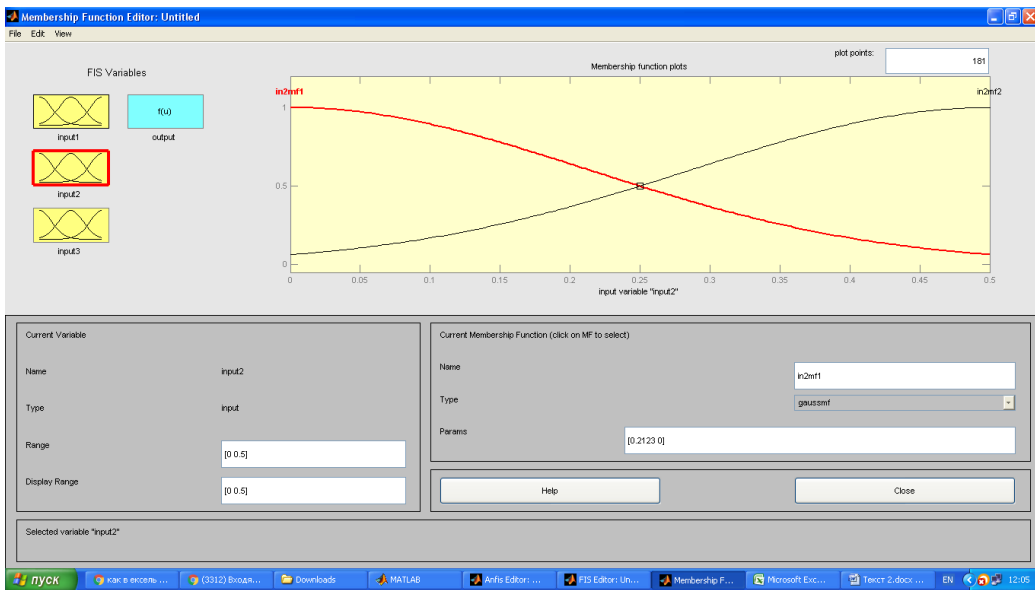 Membership Function Editor: Untitled
File Edit View
FIS Variables
input1
f(u)
output
input2
input3
plot points:
181
Membership function plots
in2mf1
in2mf2
1
0.5
0
0 0.05 0.1 0.15 0.2 0.25 0.3 0.35 0.4 0.45 0.5
input variable "input2"
Current Variable
Name input2
Type input
Range [0 0.5]
Display Range [0 0.5]
Current Membership Function (click on MF to select)
Name in2mf1
Type gaussmf
Params [0.2123 0]
Help Close
Selected variable "input2"
пуск как в ексель ... (3312) Входя... Downloads MATLAB Anfis Editor: ... FIS Editor: Un... Membership F... Microsoft Exc... Текст 2.docx ... EN 12:05